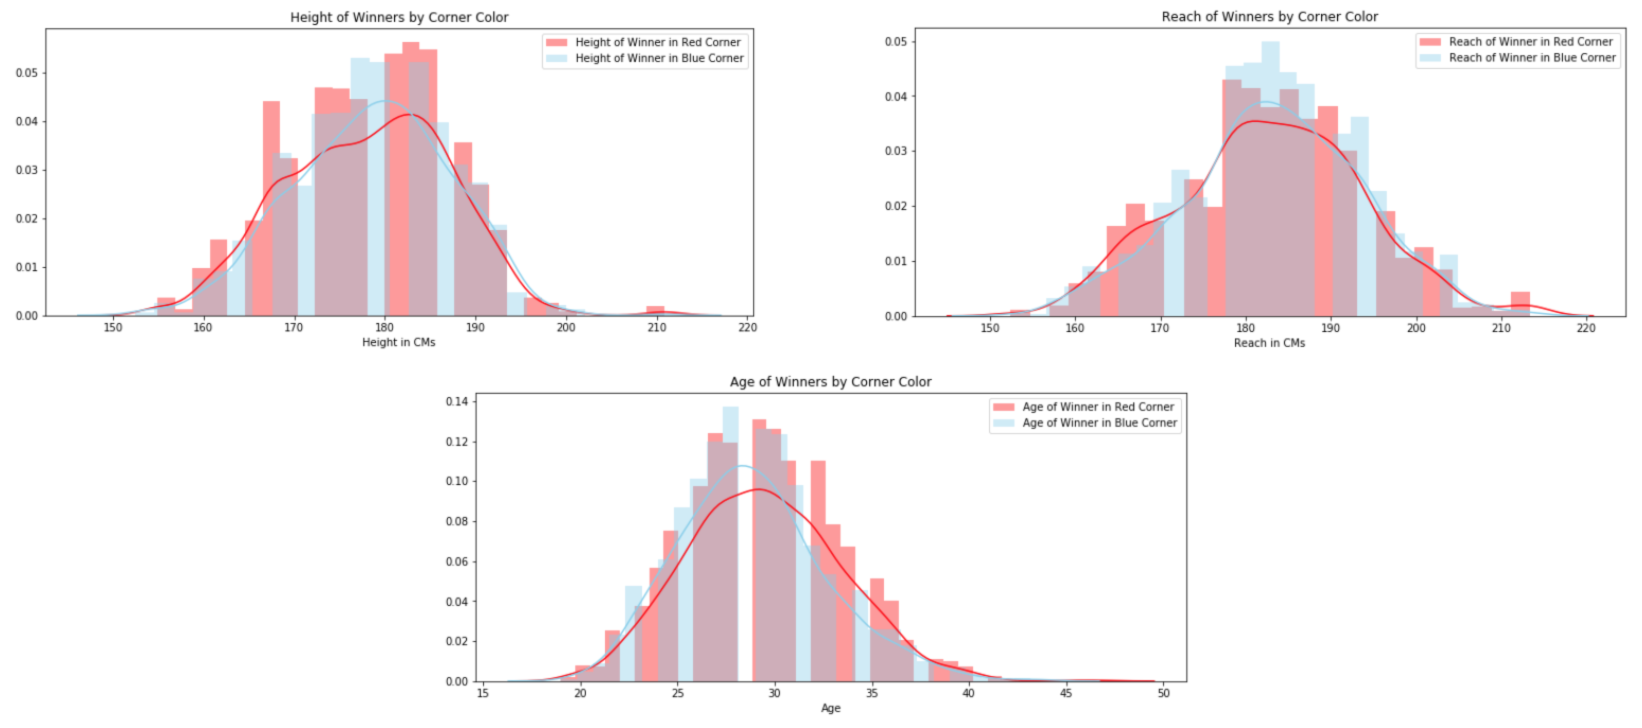 Height of Winners by Corner Color
Height of Winner in Red Corner
Height of Winner in Blue Corner
0.05
0.04
0.03
0.02
0.01
0.00
150 160 170 180 190 200 210 220
Height in CMs
Reach of Winners by Corner Color
Reach of Winner in Red Corner
Reach of Winner in Blue Corner
0.05
0.04
0.03
0.02
0.01
0.00
150 160 170 180 190 200 210 220
Reach in CMs
Age of Winners by Corner Color
Age of Winner in Red Corner
Age of Winner in Blue Corner
0.14
0.12
0.10
0.08
0.06
0.04
0.02
0.00
15 20 25 30 35 40 45 50
Age